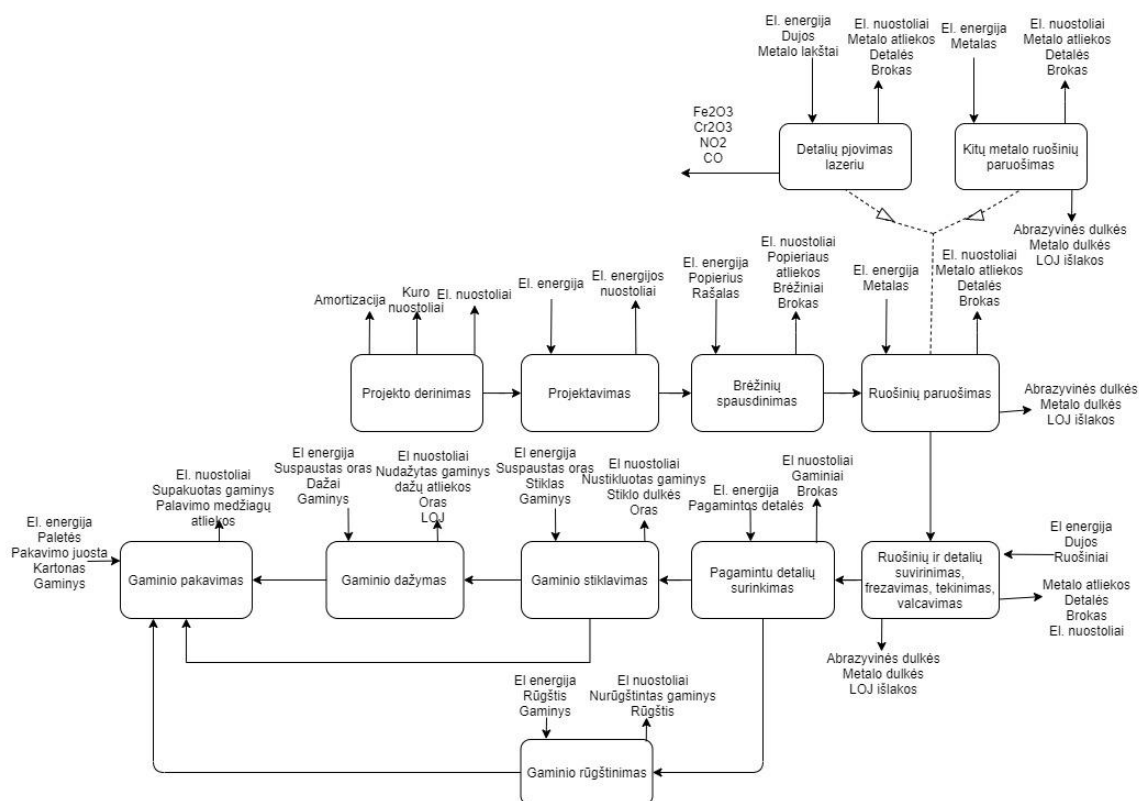 El. energija
Dujos
Metalo lakštai
El. nuostoliai
Metalo atliekos
Detalės
Brokas
El. energija
Metalas
El. nuostoliai
Metalo atliekos
Detalės
Brokas
Fe2O3
Cr2O3
NO2
CO
Detalių pjovimas
lazeriu
Kitų metalo ruošinių
paruošimas
Abrazyvinės dulkės
Metalo dulkės
LOJ išlakos
Amortizacija
Kuro
nuostoliai
El. nuostoliai
El. energija
El. energijos
nuostoliai
El. energija
Popierius
Rašalas
El. nuostoliai
Popieriaus
atliekos
Brėžiniai
Brokas
El. energija
Metalas
El. nuostoliai
Metalo atliekos
Detalės
Brokas
Projekto derinimas
Projektavimas
Brėžinių
spausdinimas
Ruošinių paruošimas
Abrazyvinės dulkės
Metalo dulkės
LOJ išlakos
El. energija
Paletės
Pakavimo juosta
Kartonas
Gaminys
El. nuostoliai
Supakuotas gaminys
Palavimo medžiagų
atliekos
El energija
Suspaustas oras
Dažai
Gaminys
El nuostoliai
Nudažytas gaminys
dažų atliekos
Oras
LOJ
El energija
Suspaustas oras
Stiklas
Gaminys
El nuostoliai
Nustikluotas gaminys
Stiklo dulkės
Oras
El. energija
Pagamintos detalės
El nuostoliai
Gaminiai
Brokas
El energija
Dujos
Ruošiniai
Gaminio pakavimas
Gaminio dažymas
Gaminio stiklavimas
Pagamintu detalių
surinkimas
Ruošinių ir detalių
suvirinimas,
frezavimas, tekinimas,
valcavimas
Metalo atliekos
Detalės
Brokas
El. nuostoliai
Abrazyvinės dulkės
Metalo dulkės
LOJ išlakos
El energija
Rūgštis
Gaminys
El nuostoliai
Nurūgštintas gaminys
Rūgštis
Gaminio rūgštinimas